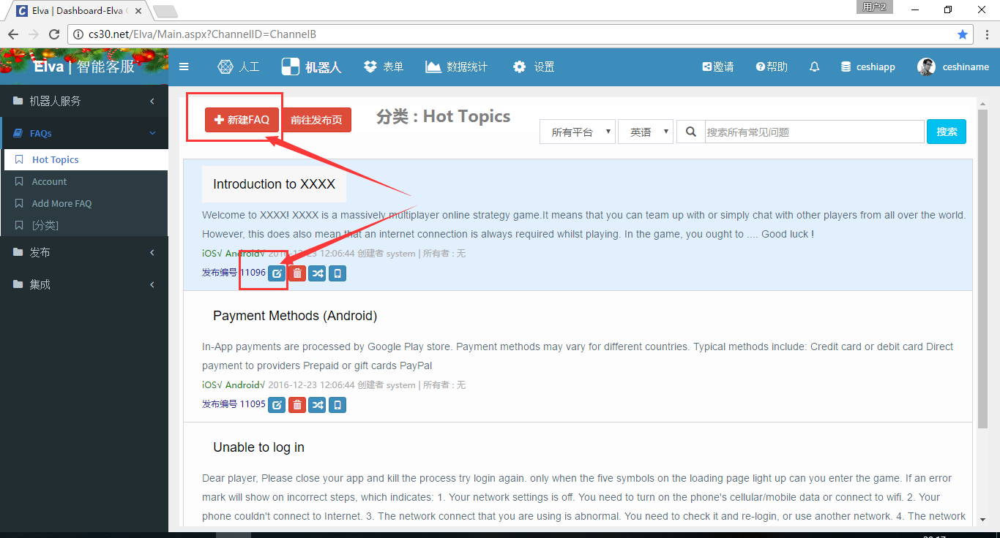 Elva | Dashboard-Elva
用户2
cs30.net/Elva/Main.aspx?ChannelID=ChannelB
Elva | 智能客服
人工
机器人
表单
数据统计
设置
邀请
帮助
ceshiapp
ceshiname
机器人服务
FAQs
Hot Topics
Account
Add More FAQ
[分类]
发布
集成
新建FAQ
前往发布页
分类 : Hot Topics
所有平台
英语
搜索所有常见问题
搜索
Introduction to XXXX
Welcome to XXXX! XXXX is a massively multiplayer online strategy game.It means that you can team up with or simply chat with other players from all over the world.
However, this does also mean that an internet connection is always required whilst playing. In the game, you ought to .... Good luck !
iOS√ Android√ 2016-12-23 12:06:44 创建者 system | 所有者 : 无
发布编号 11096
Payment Methods (Android)
In-App payments are processed by Google Play store. Payment methods may vary for different countries. Typical methods include: Credit card or debit card Direct
payment to providers Prepaid or gift cards PayPal
iOS√ Android√ 2016-12-23 12:06:44 创建者 system | 所有者 : 无
发布编号 11095
Unable to log in
Dear player, Please close your app and kill the process try login again. only when the five symbols on the loading page light up can you enter the game. If an error
mark will show on incorrect steps, which indicates: 1. Your network settings is off. You need to turn on the phone's cellular/mobile data or connect to wifi. 2. Your
phone couldn't connect to Internet. 3. The network connect that you are using is abnormal. You need to check it and re-login, or use another network. 4. The network